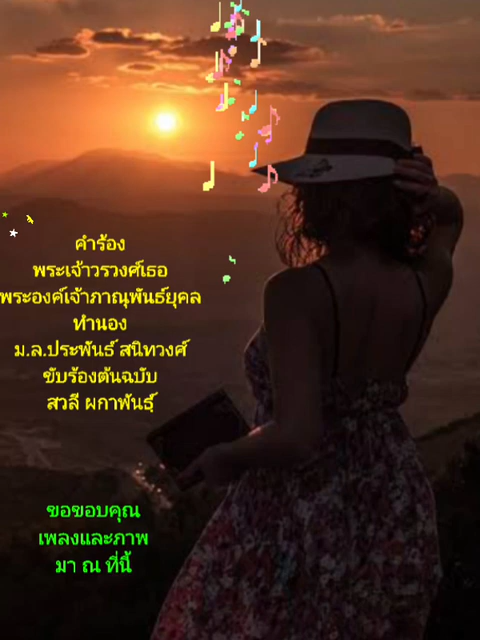 คำร้อง
พระเจ้าวรวงศ์เธอ
พระองค์เจ้าภาณุพันธ์ยุคล
ทำนอง
ม.ล.ประพันธ์ สนิทวงศ์
ขับร้องต้นฉบับ
สวลี ผกาพันธุ์
ขอขอบคุณ
เพลงและภาพ
มา ณ ที่นี้